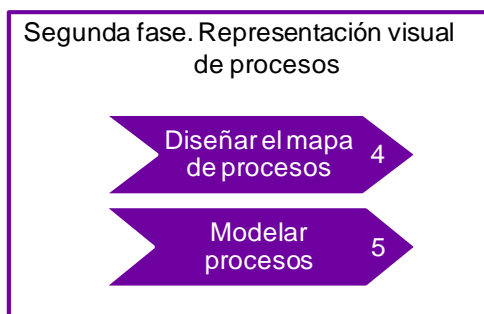 Segunda fase. Representación visual
de procesos
Diseñar el mapa
de procesos 4
Modelar
procesos 5